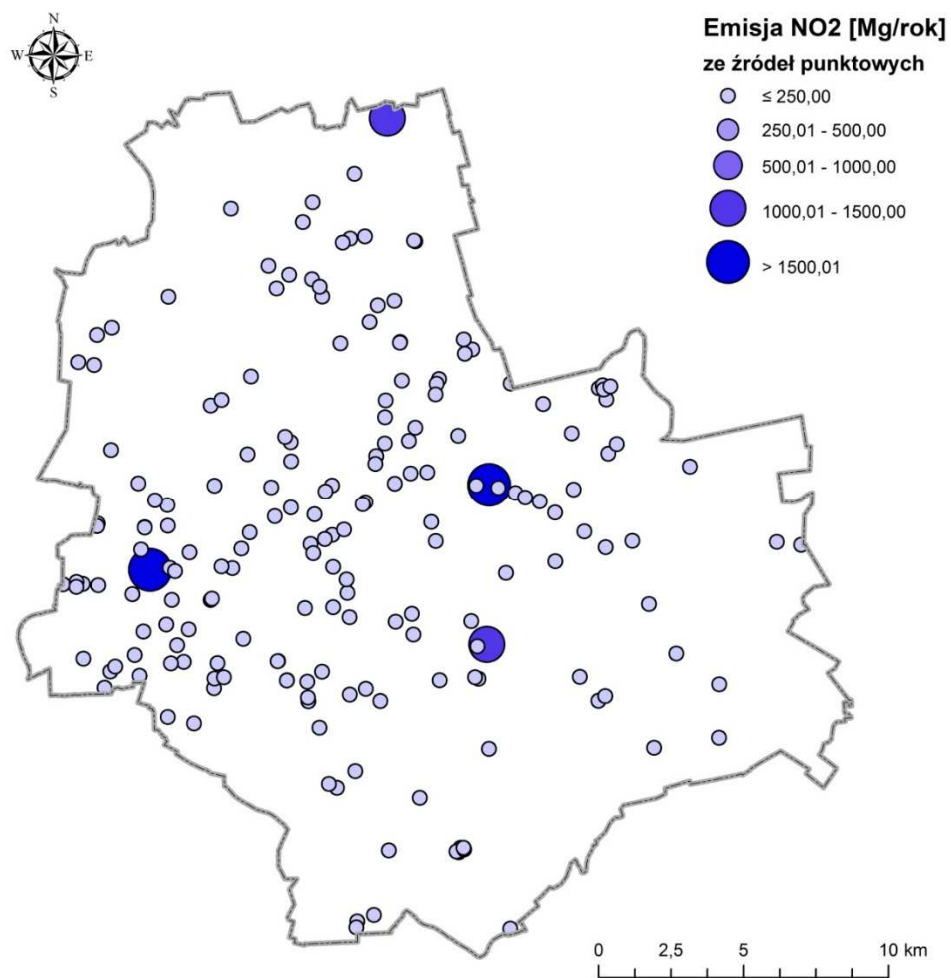 N
W E
S
Emisja NO2 [Mg/rok]
ze źródeł punktowych
≤ 250,00
250,01 - 500,00
500,01 - 1000,00
1000,01 - 1500,00
> 1500,01
0 2,5 5 10 km